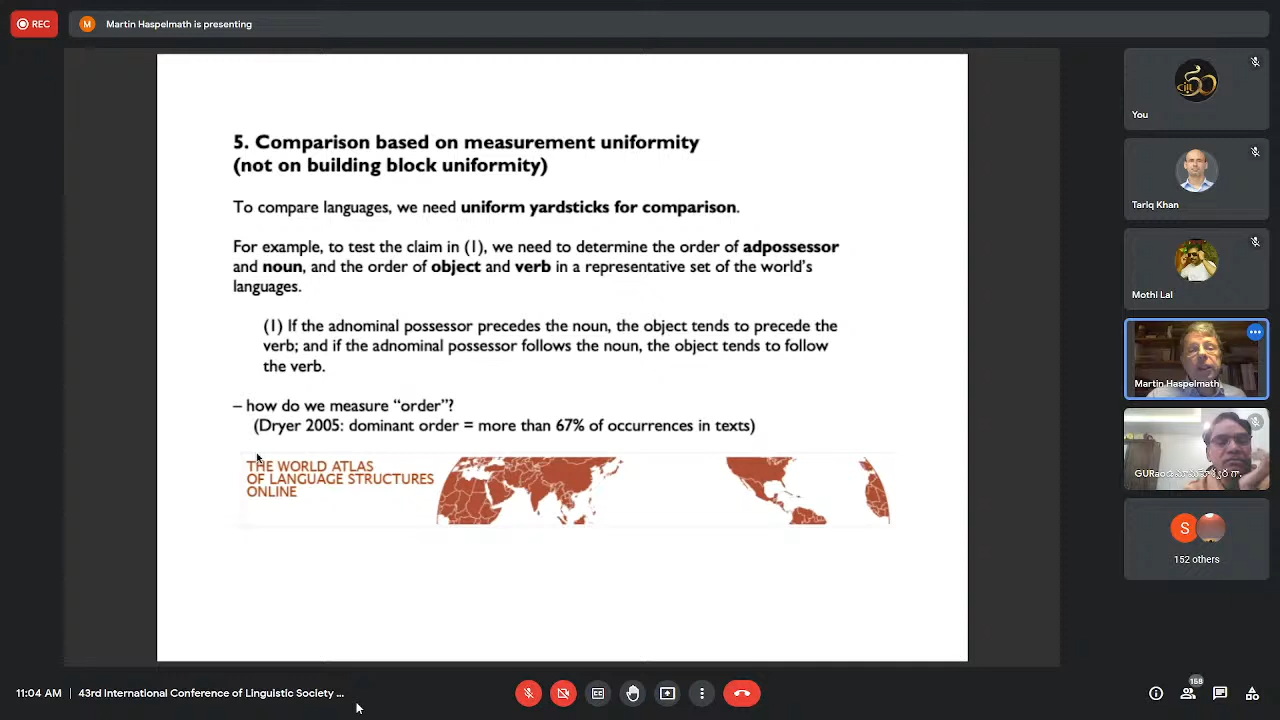 REC
M
Martin Haspelmath is presenting
5. Comparison based on measurement uniformity
(not on building block uniformity)
To compare languages, we need uniform yardsticks for comparison.
For example, to test the claim in (1), we need to determine the order of adpossessor
and noun, and the order of object and verb in a representative set of the world's
languages.
(1) If the adnominal possessor precedes the noun, the object tends to precede the
verb; and if the adnominal possessor follows the noun, the object tends to follow
the verb.
– how do we measure “order”?
(Dryer 2005: dominant order = more than 67% of occurrences in texts)
THE WORLD ATLAS
OF LANGUAGE STRUCTURES
ONLINE
You
Tariq Khan
Mothi Lal
Martin Haspelmath
S
152 others
11:04 AM | 43rd International Conference of Linguistic Society ...
158